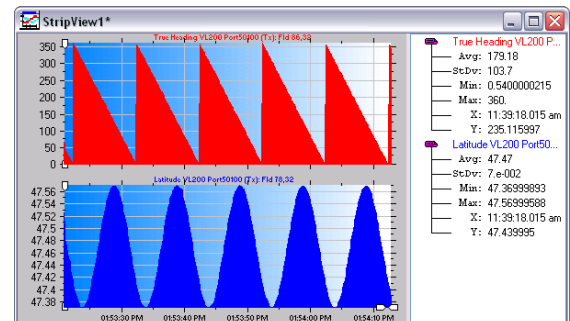 StripView1*
True Heading VL200 Port50100 (Tx): Fld 86,32
350
300
250
200
150
100
50
0
Latitude VL200 Port50100 (Tx): Fld 78,32
47.56
47.54
47.52
47.5
47.48
47.46
47.44
47.42
47.4
47.38
01:53:30 PM 01:53:40 PM 01:53:50 PM 01:54:00 PM 01:54:10 PM
True Heading VL200 P...
Avg: 179.18
StDv: 103.7
Min: 0.5400000215
Max: 360.
X: 11:39:18.015 am
Y: 235.115997
Latitude VL200 Port50...
Avg: 47.47
StDv: 7.e-002
Min: 47.36999893
Max: 47.56999588
X: 11:39:18.015 am
Y: 47.439995